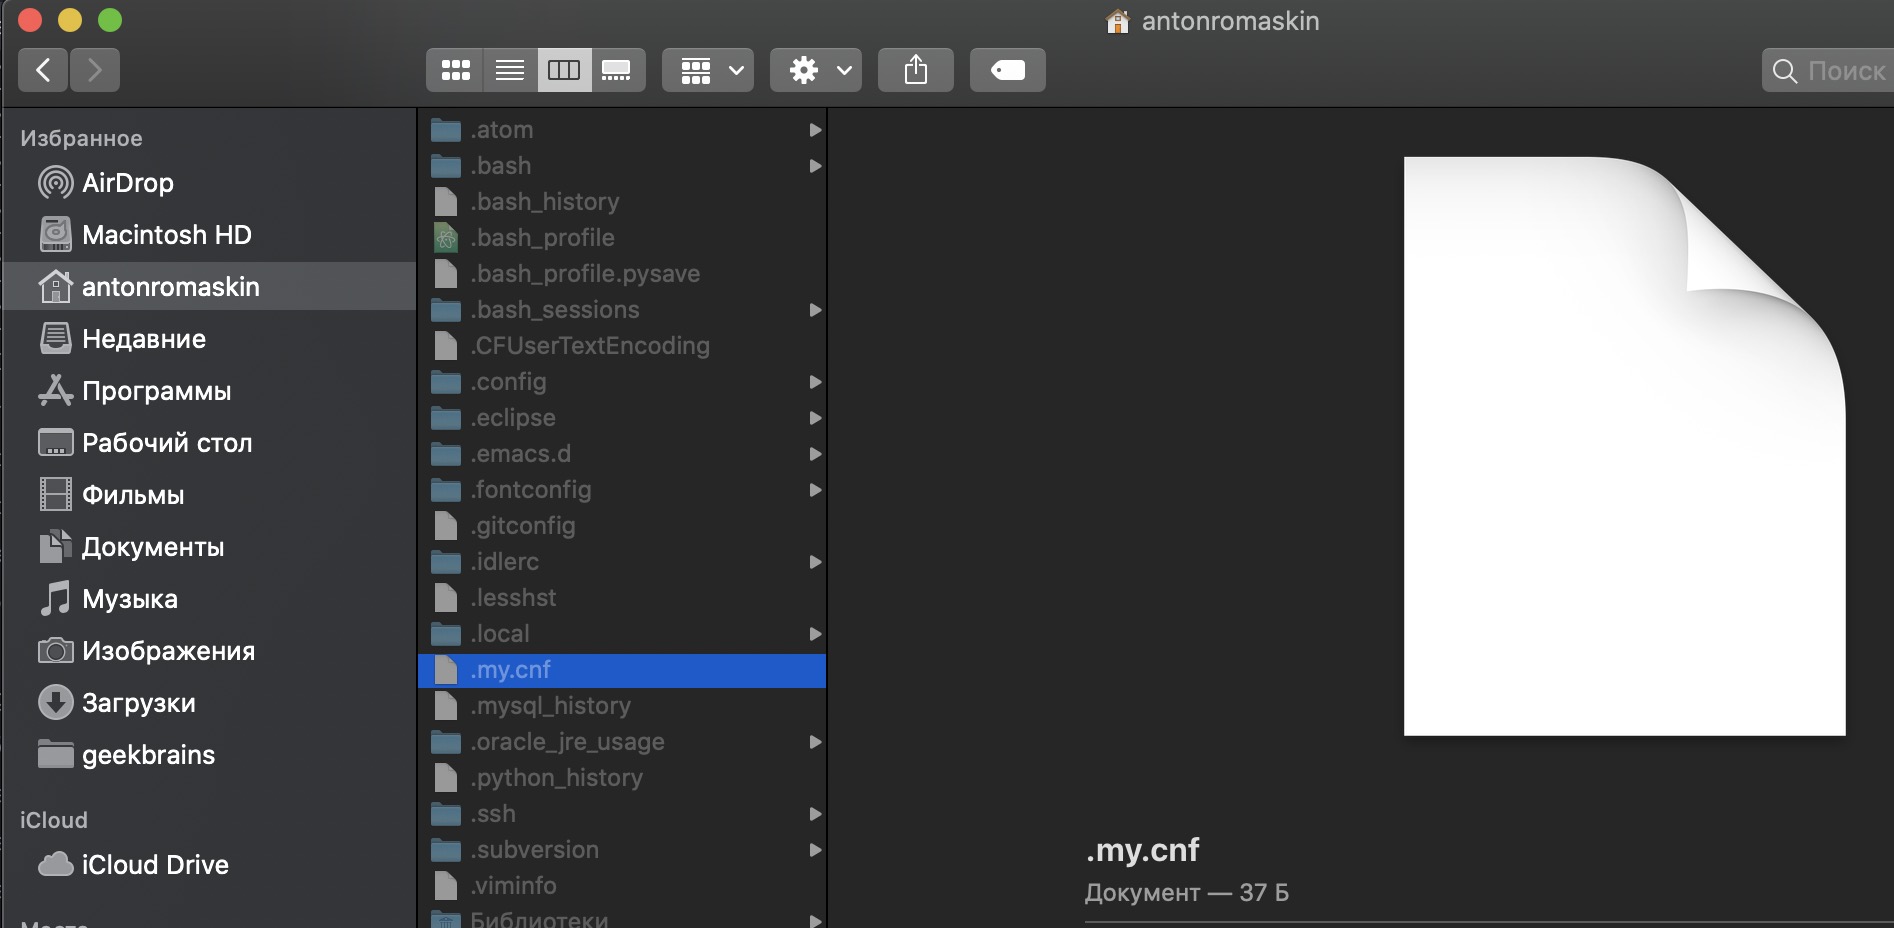 antonromaskin
Поиск
Избранное
AirDrop
Macintosh HD
antonromaskin
Недавние
Программы
Рабочий стол
Фильмы
Документы
Музыка
Изображения
Загрузки
geekbrains
iCloud
iCloud Drive
Места
.atom
.bash
.bash_history
.bash_profile
.bash_profile.pysave
.bash_sessions
.CFUserTextEncoding
.config
.eclipse
.emacs.d
.fontconfig
.gitconfig
.idlerc
.lesshst
.local
.my.cnf
.mysql_history
.oracle_jre_usage
.python_history
.ssh
.subversion
.viminfo
Библиотеки
.my.cnf
Документ — 37 Б